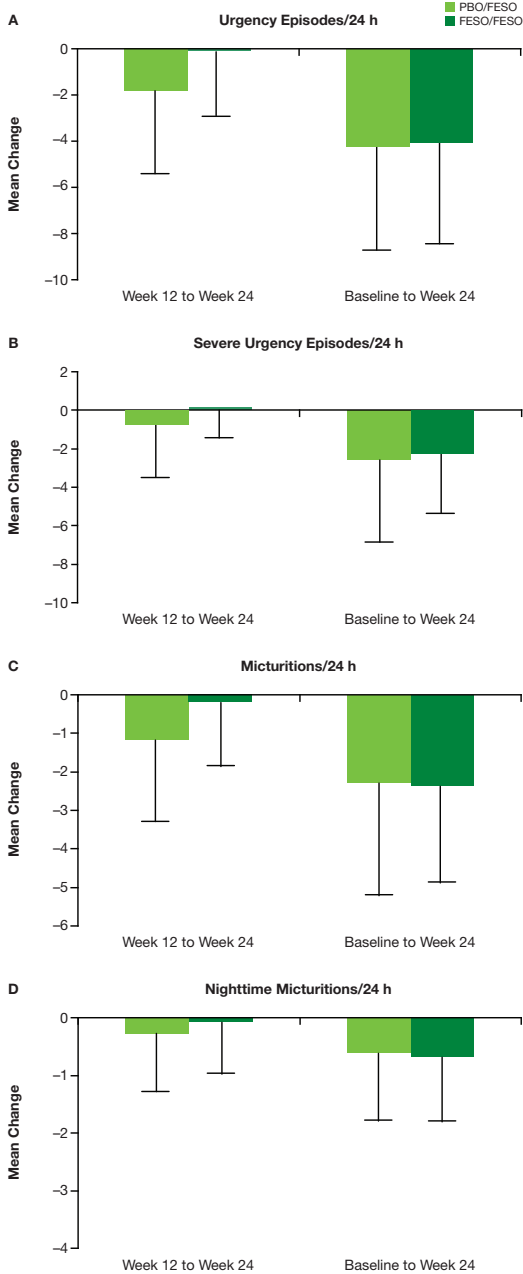 PBO/FESO
FESO/FESO
A
Urgency Episodes/24 h
Mean Change
0
−2
−4
−6
−8
−10
Week 12 to Week 24
Baseline to Week 24
B
Severe Urgency Episodes/24 h
Mean Change
2
0
−2
−4
−6
−8
−10
Week 12 to Week 24
Baseline to Week 24
C
Micturitions/24 h
Mean Change
0
−1
−2
−3
−4
−5
−6
Week 12 to Week 24
Baseline to Week 24
D
Nighttime Micturitions/24 h
Mean Change
0
−1
−2
−3
−4
Week 12 to Week 24
Baseline to Week 24